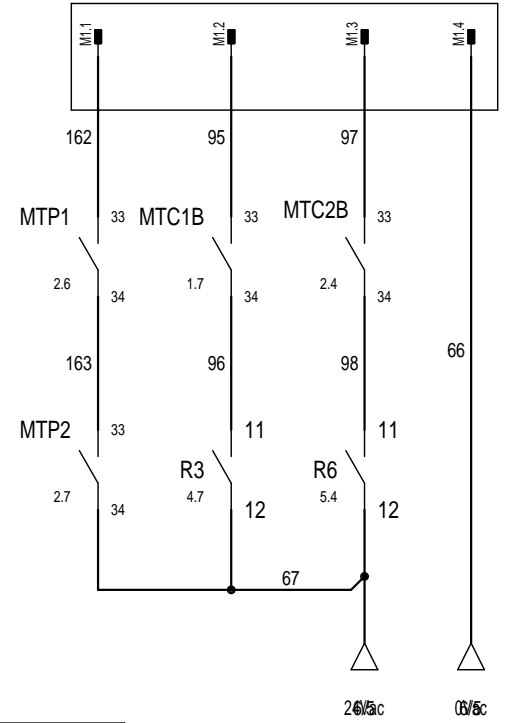 M1.1 M1.2 M1.3 M1.4
162 95 97
MTP1 33 MTC1B 33 MTC2B 33
2.6 34 1.7 34 2.4 34
163 96 98 66
MTP2 33 11 11
R3 R6
2.7 34 4.7 12 5.4 12
67